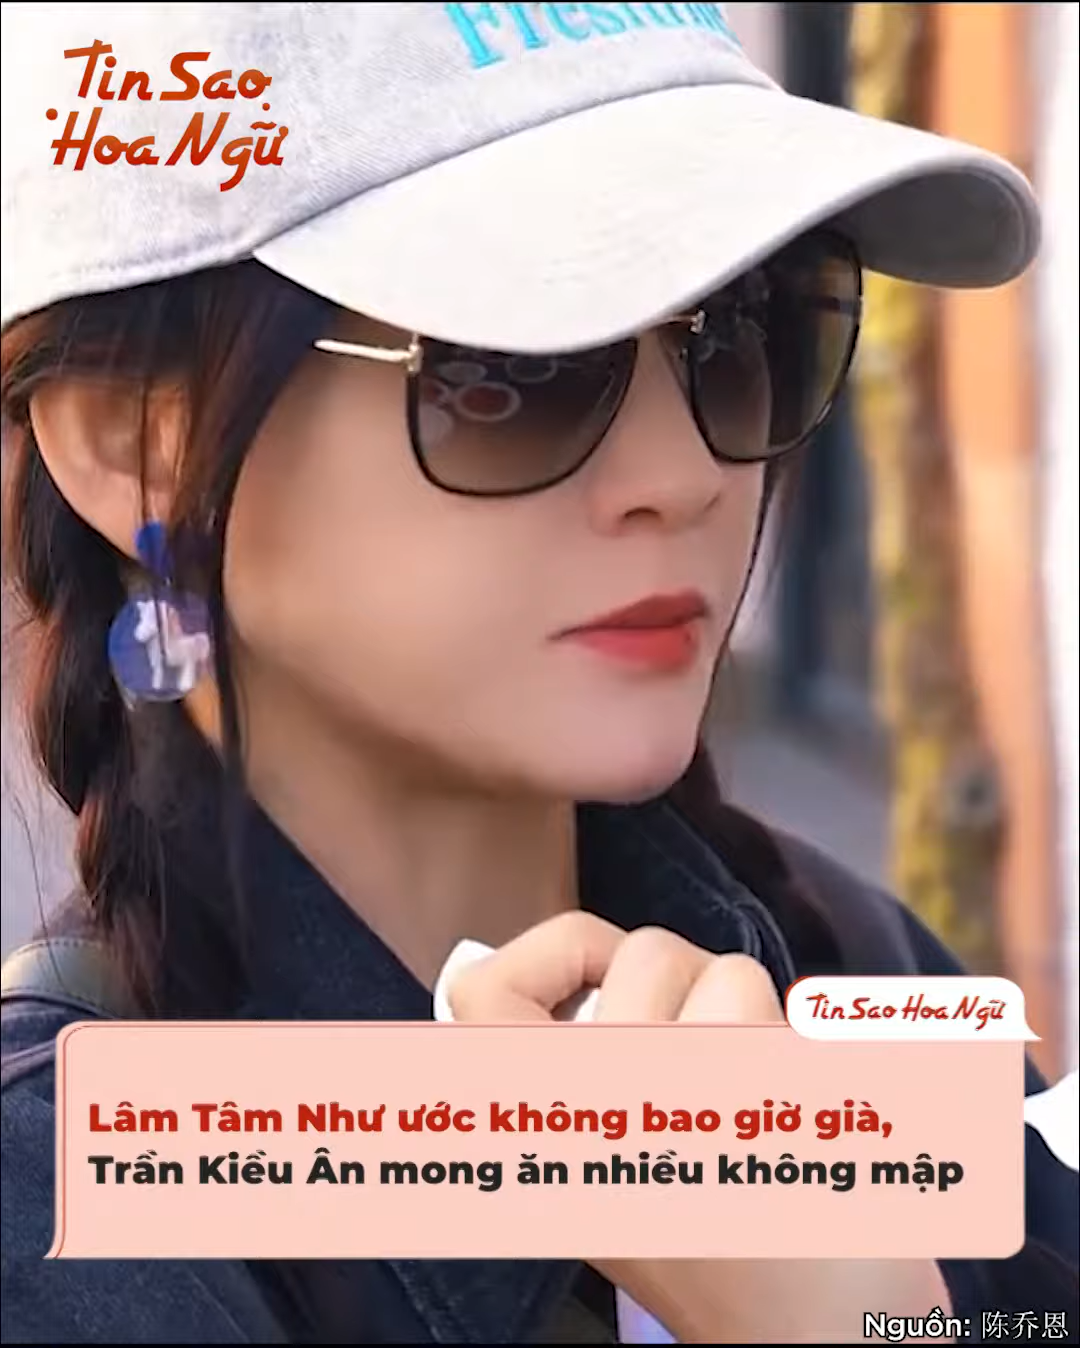 Tin Sao
Hoa Ngữ
Tin Sao Hoa Ngữ
Lâm Tâm Như ước không bao giờ già,
Trần Kiều Ân mong ăn nhiều không mập
Nguồn: 陈乔恩